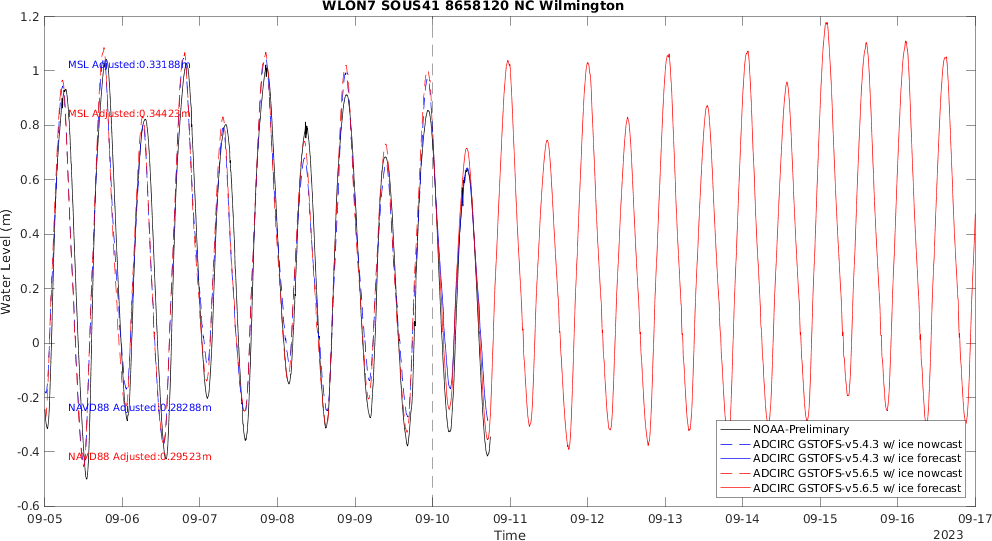 WLON7 SOUS41 8658120 NC Wilmington
Water Level (m)
1.2
1
0.8
0.6
0.4
0.2
0
-0.2
-0.4
-0.6
MSL Adjusted:0.33188m
MSL Adjusted:0.34423m
NAVD88 Adjusted:0.28288m
NAVD88 Adjusted:0.29523m
NOAA-Preliminary
ADCIRC GSTOFS-v5.4.3 w/ ice nowcast
ADCIRC GSTOFS-v5.4.3 w/ ice forecast
ADCIRC GSTOFS-v5.6.5 w/ ice nowcast
ADCIRC GSTOFS-v5.6.5 w/ ice forecast
09-05 09-06 09-07 09-08 09-09 09-10 09-11 09-12 09-13 09-14 09-15 09-16 09-17
Time
2023